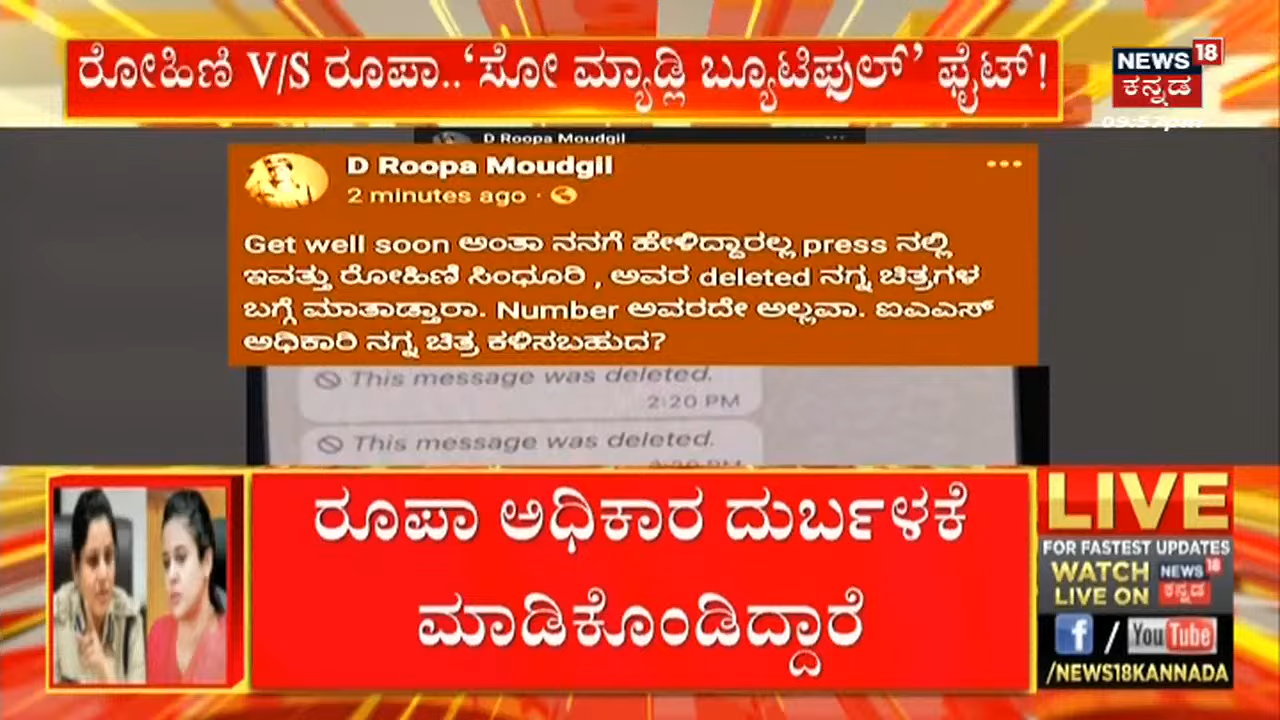 ರೋಹಿಣಿ V/S ರೂಪಾ..‘ಸೋ ಮ್ಯಾಡ್ಲಿ ಬ್ಯೂಟಿಫುಲ್’ ಫೈಟ್!
NEWS 18
ಕನ್ನಡ
09:57pm
D Roopa Moudgil
D Roopa Moudgil
2 minutes ago ·
Get well soon ಅಂತಾ ನನಗೆ ಹೇಳಿದ್ದಾರಲ್ಲ press ನಲ್ಲಿ
ಇವತ್ತು ರೋಹಿಣಿ ಸಿಂಧೂರಿ , ಅವರ deleted ನಗ್ನ ಚಿತ್ರಗಳ
ಬಗ್ಗೆ ಮಾತಾಡ್ತಾರಾ. Number ಅವರದೇ ಅಲ್ಲವಾ. ಐಎಎಸ್
ಅಧಿಕಾರಿ ನಗ್ನ ಚಿತ್ರ ಕಳಿಸಬಹುದ?
This message was deleted.
2:20 PM
This message was deleted.
ರೂಪಾ ಅಧಿಕಾರ ದುರ್ಬಳಕೆ
ಮಾಡಿಕೊಂಡಿದ್ದಾರೆ
LIVE
FOR FASTEST UPDATES
WATCH
LIVE ON
NEWS 18
ಕನ್ನಡ
f / YouTube
/NEWS18KANNADA